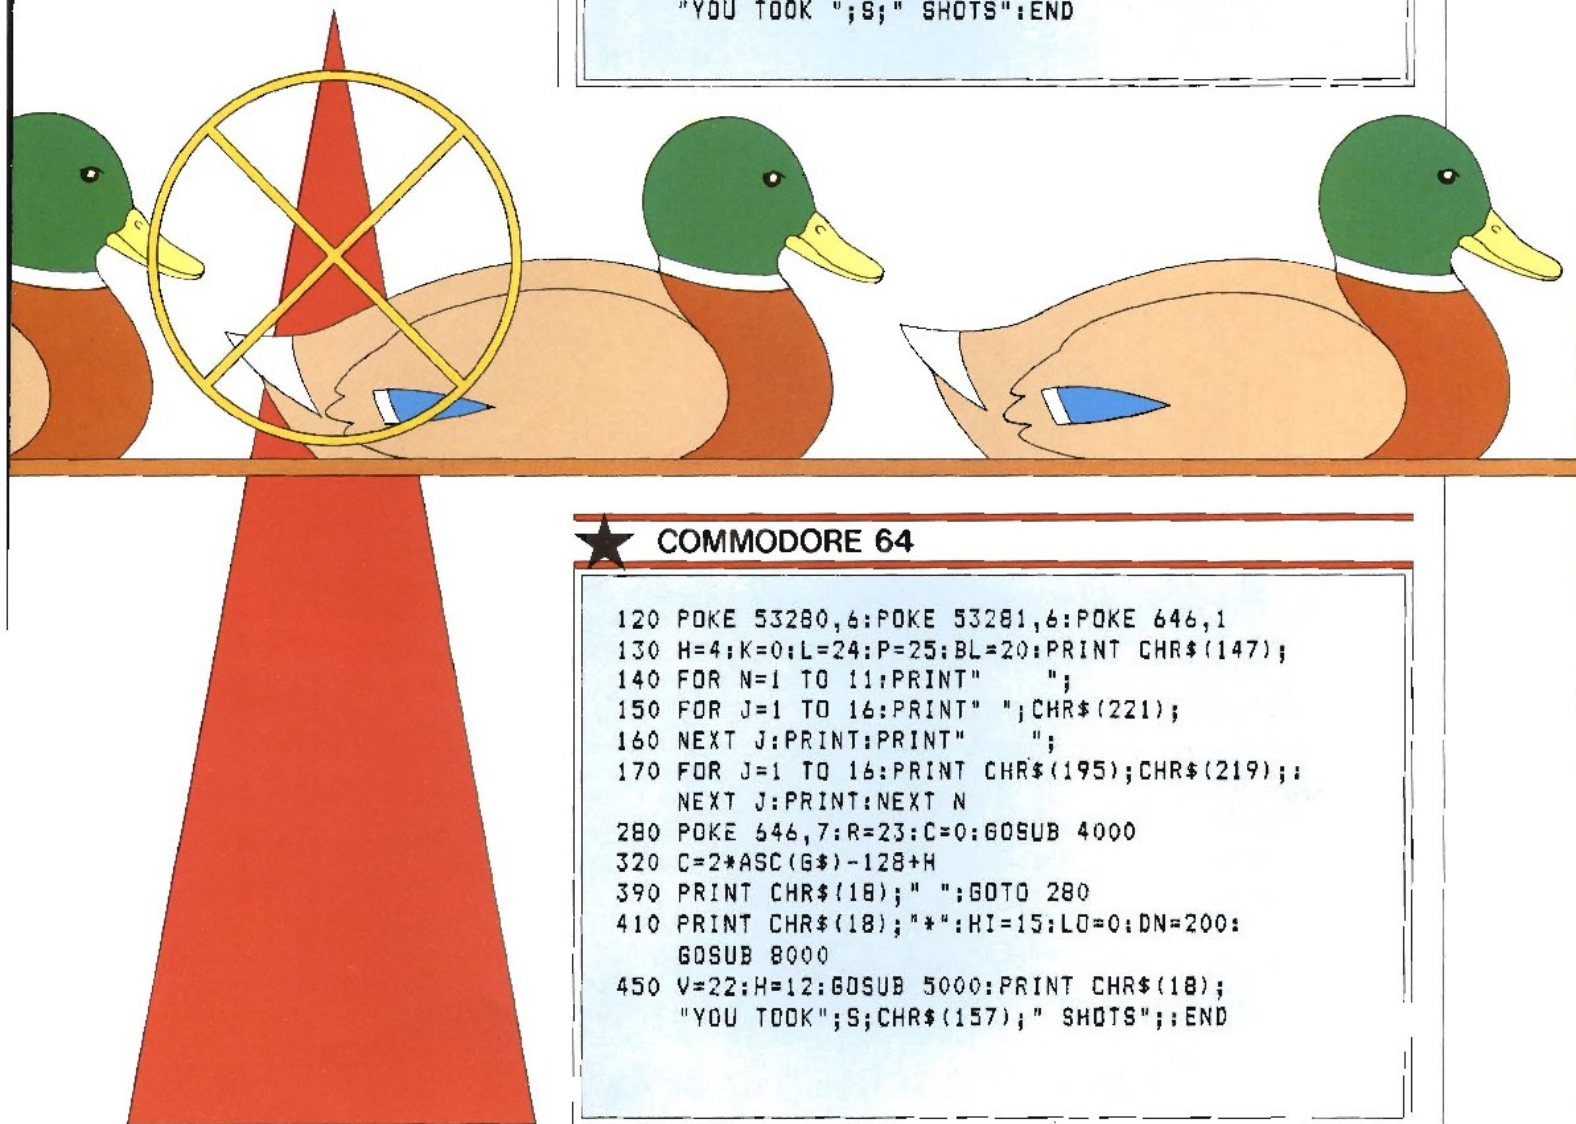 "YOU TOOK ";S;" SHOTS":END
COMMODORE 64
120 POKE 53280,6:POKE 53281,6:POKE 646,1
130 H=4:K=0:L=24:P=25:BL=20:PRINT CHR$(147);
140 FOR N=1 TO 11:PRINT"     ";
150 FOR J=1 TO 16:PRINT" ";CHR$(221);
160 NEXT J:PRINT:PRINT"     ";
170 FOR J=1 TO 16:PRINT CHR$(195);CHR$(219);:
NEXT J:PRINT:NEXT N
280 POKE 646,7:R=23:C=0:GOSUB 4000
320 C=2*ASC(G$)-128+H
390 PRINT CHR$(18);" ":GOTO 280
410 PRINT CHR$(18);"*":HI=15:LO=0:DN=200:
GOSUB 8000
450 V=22:H=12:GOSUB 5000:PRINT CHR$(18);
"YOU TOOK";S;CHR$(157);" SHOTS";:END